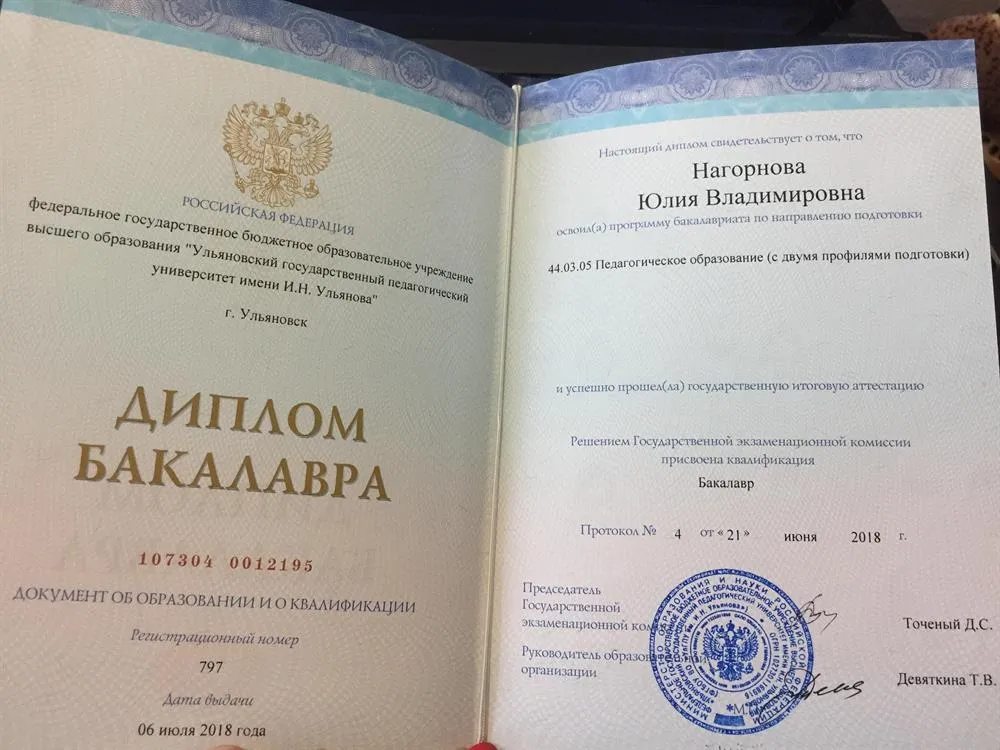 РОССИЙСКАЯ ФЕДЕРАЦИЯ
федеральное государственное бюджетное образовательное учреждение
высшего образования "Ульяновский государственный педагогический
университет имени И.Н. Ульянова"
г. Ульяновск
ДИПЛОМ
БАКАЛАВРА
107304 0012195
ДОКУМЕНТ ОБ ОБРАЗОВАНИИ И О КВАЛИФИКАЦИИ
Регистрационный номер
797
Дата выдачи
06 июля 2018 года
Настоящий диплом свидетельствует о том, что
Нагорнова
Юлия Владимировна
освоил(а) программу бакалавриата по направлению подготовки
44.03.05 Педагогическое образование (с двумя профилями подготовки)
и успешно прошел(ла) государственную итоговую аттестацию
Решением Государственной экзаменационной комиссии
присвоена квалификация
Бакалавр
Протокол № 4 от «21» июня 2018 г.
Председатель
Государственной
экзаменационной
Точеный Д.С.
Руководитель
организации
Девяткина Т.В.